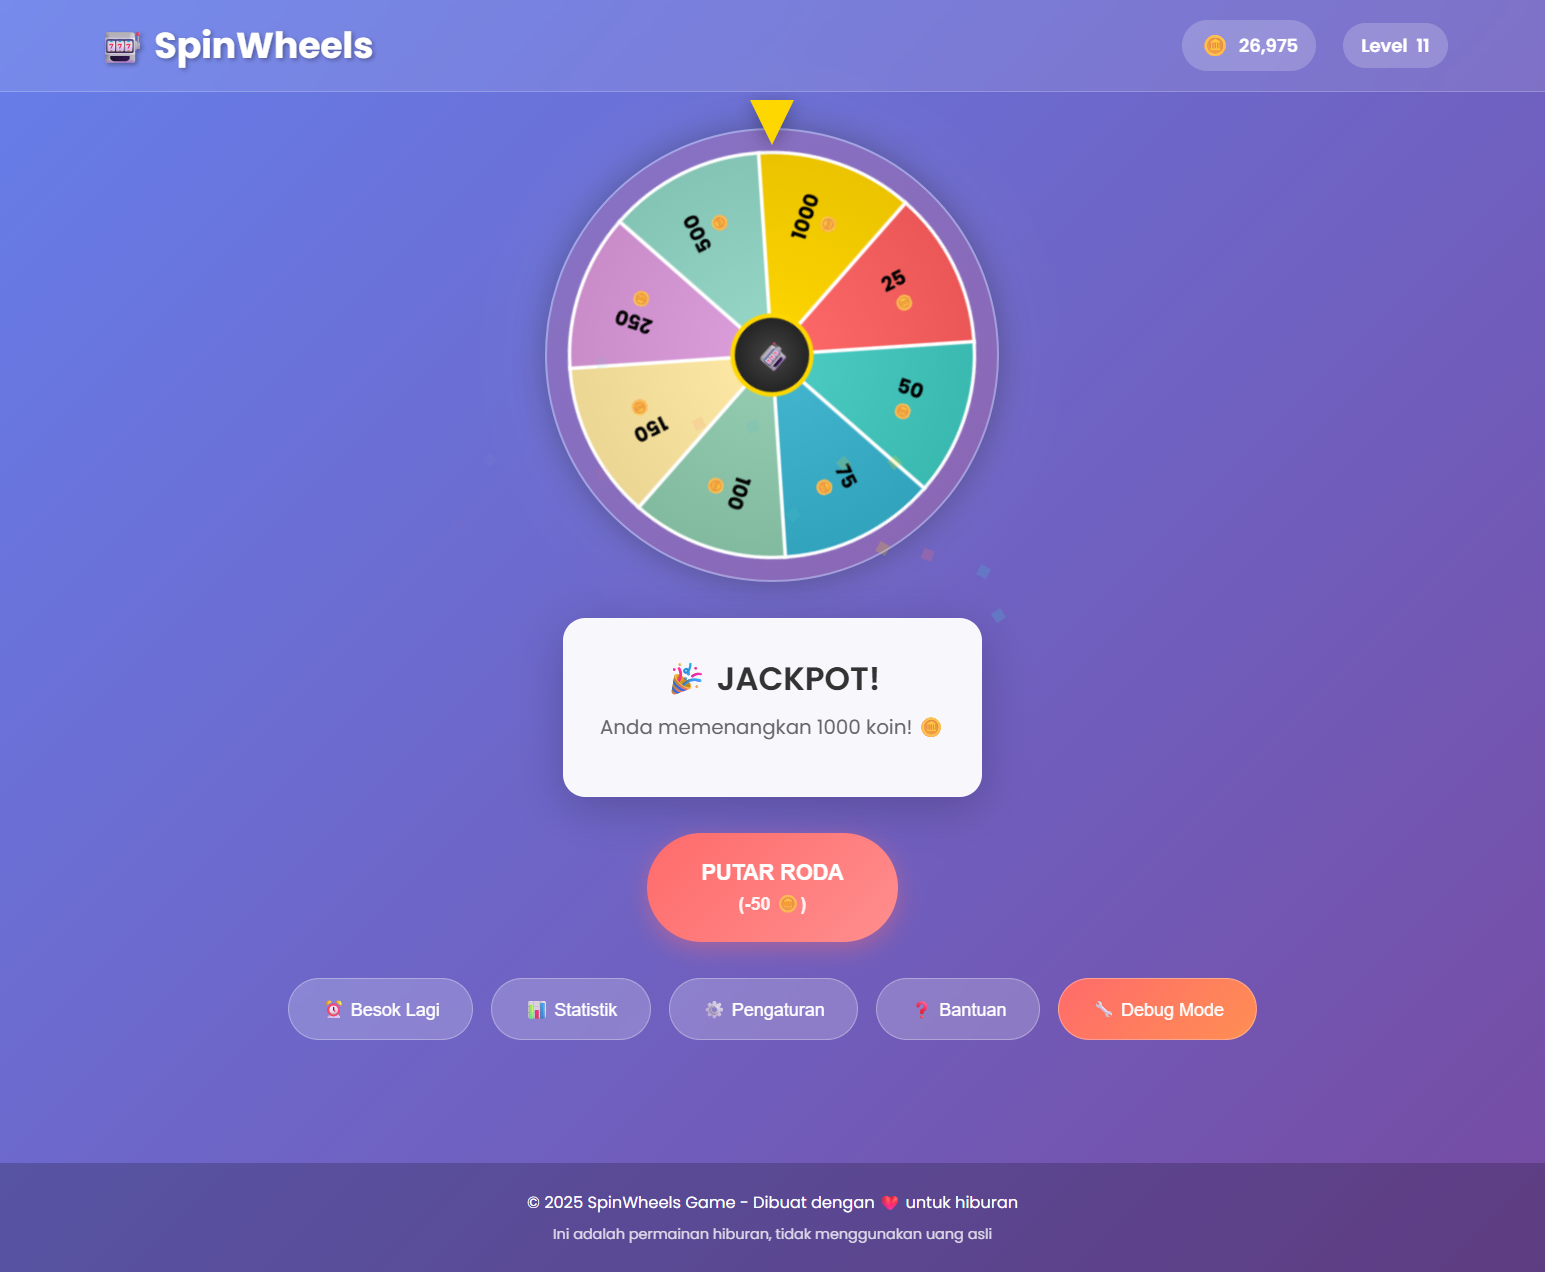 SpinWheels
26,975
Level 11
500
1000
25
250
50
150
75
100
JACKPOT!
Anda memenangkan 1000 koin!
PUTAR RODA
(-50 🪙)
Besok Lagi
Statistik
Pengaturan
Bantuan
Debug Mode
© 2025 SpinWheels Game - Dibuat dengan ❤️ untuk hiburan
Ini adalah permainan hiburan, tidak menggunakan uang asli